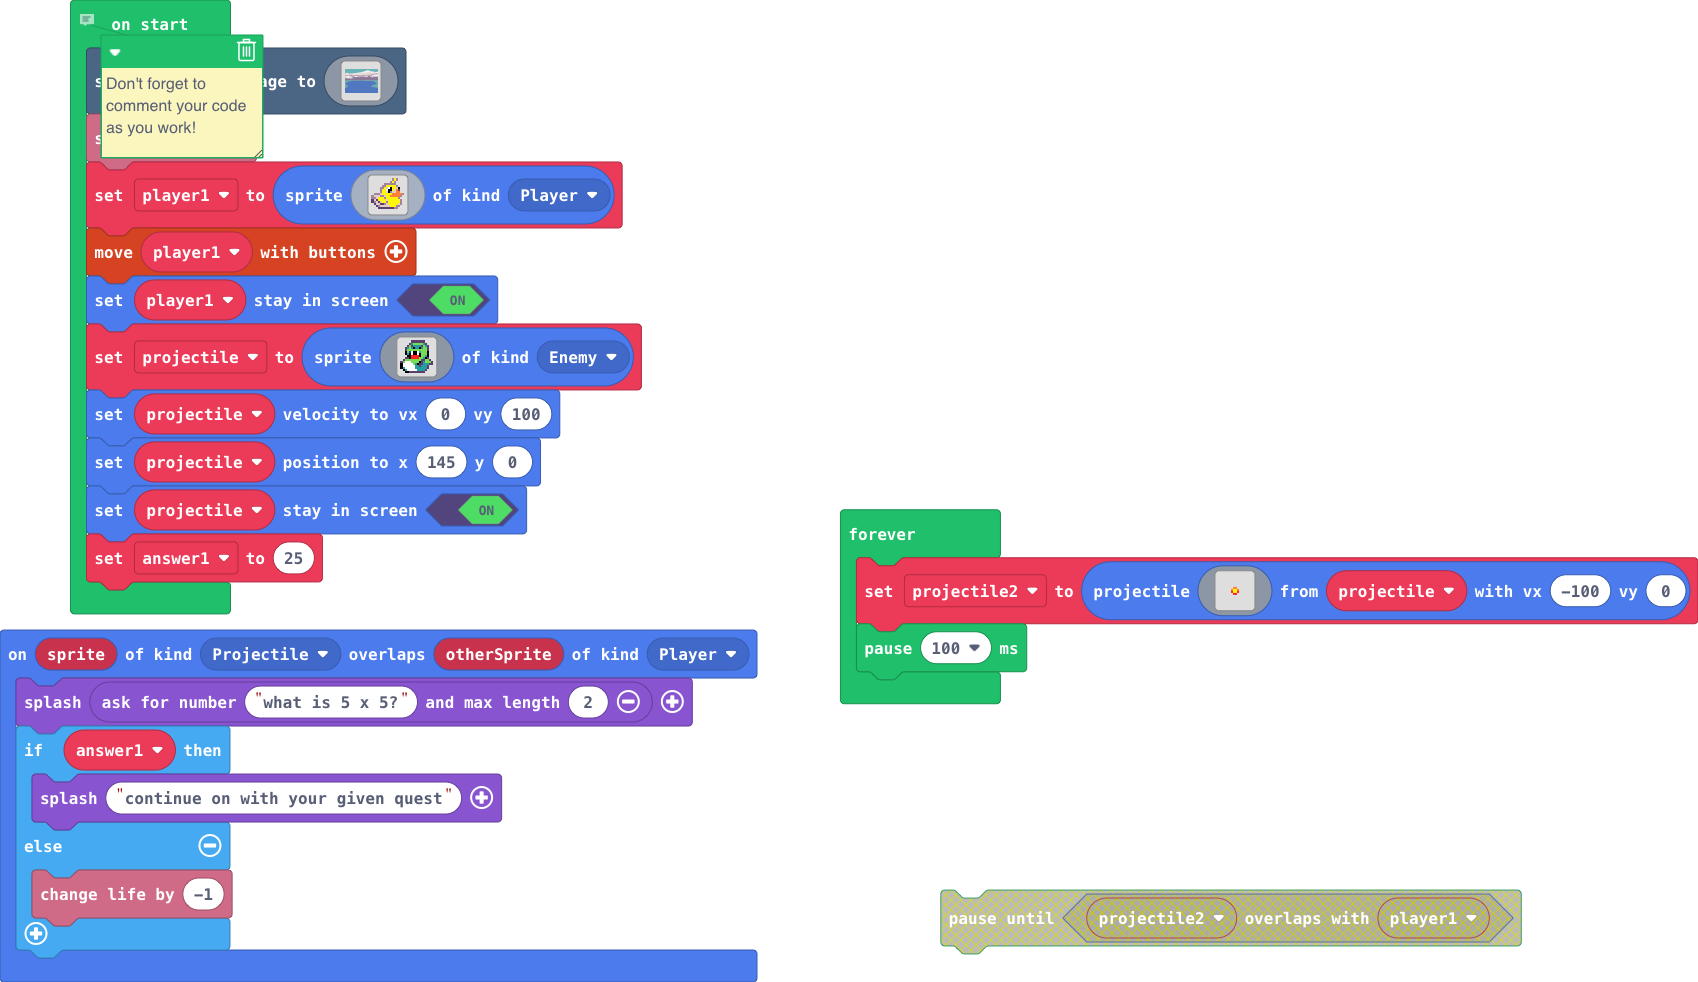 on start
Don't forget to
comment your code
as you work!
age to
set player1 to sprite of kind Player
move player1 with buttons
set player1 stay in screen ON
set projectile to sprite of kind Enemy
set projectile velocity to vx 0 vy 100
set projectile position to x 145 y 0
set projectile stay in screen ON
set answer1 to 25
on sprite of kind Projectile overlaps otherSprite of kind Player
splash ask for number "what is 5 x 5?" and max length 2
if answer1 then
splash "continue on with your given quest"
else
change life by -1
forever
set projectile2 to projectile from projectile with vx -100 vy 0
pause 100 ms
pause until projectile2 overlaps with player1